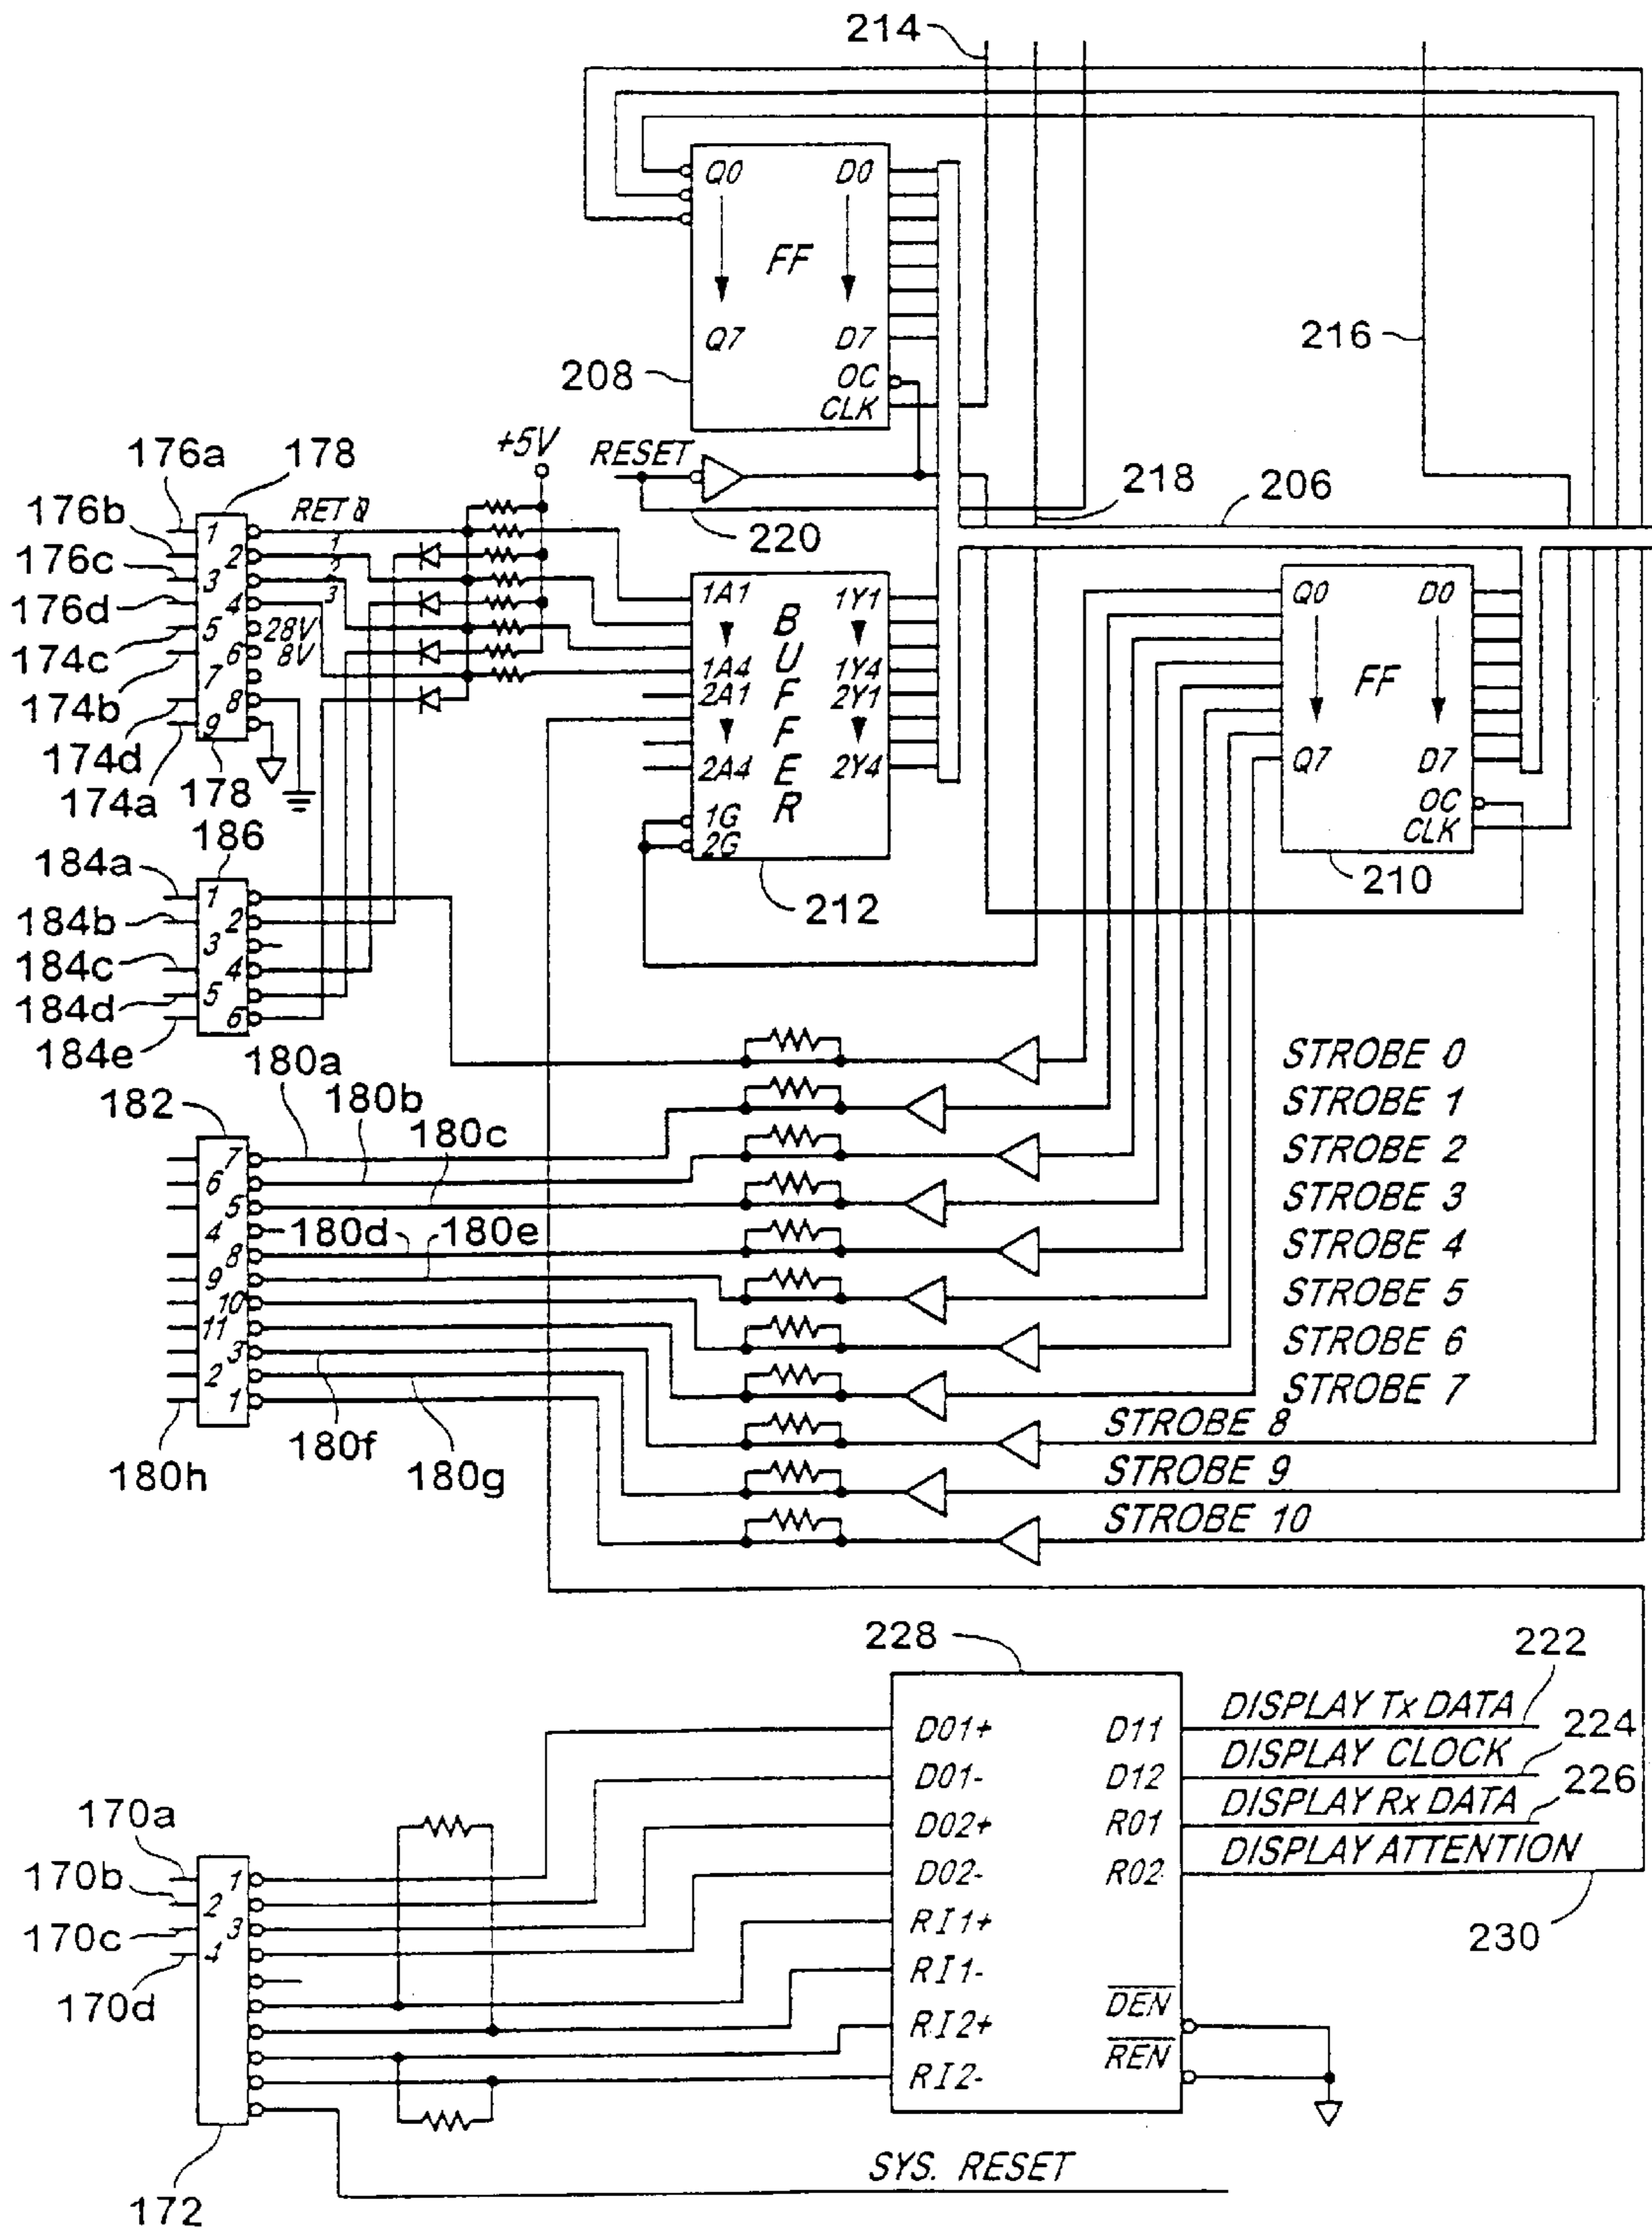 214
Q0 D0
FF
Q7 D7
OC
CLK
208
216
+5V
RESET
218
206
220
176a
178
176b
176c
176d
174c
174b
174d
174a
1
2
3
4
5
6
7
8
9
RET 0
1
2
3
28V
8V
178
1A1 1Y1
1A4 1Y4
2A1 2Y1
2A4 2Y4
1G
2G
BUFFER
212
Q0 D0
FF
Q7 D7
OC
CLK
210
186
184a
184b
184c
184d
184e
1
2
3
4
5
6
STROBE 0
STROBE 1
STROBE 2
STROBE 3
STROBE 4
STROBE 5
STROBE 6
STROBE 7
STROBE 8
STROBE 9
STROBE 10
180a
182
180b
180c
7
6
5
4
180d
180e
8
9
10
11
3
2
1
180f
180g
180h
228
222
D01+ D11
DISPLAY Tx DATA
224
D01- D12
DISPLAY CLOCK
226
D02+ R01
DISPLAY Rx DATA
D02- R02
DISPLAY ATTENTION
230
RI1+
RI1-
RI2+
RI2-
DEN
REN
170a
170b
170c
170d
1
2
3
4
172
SYS. RESET